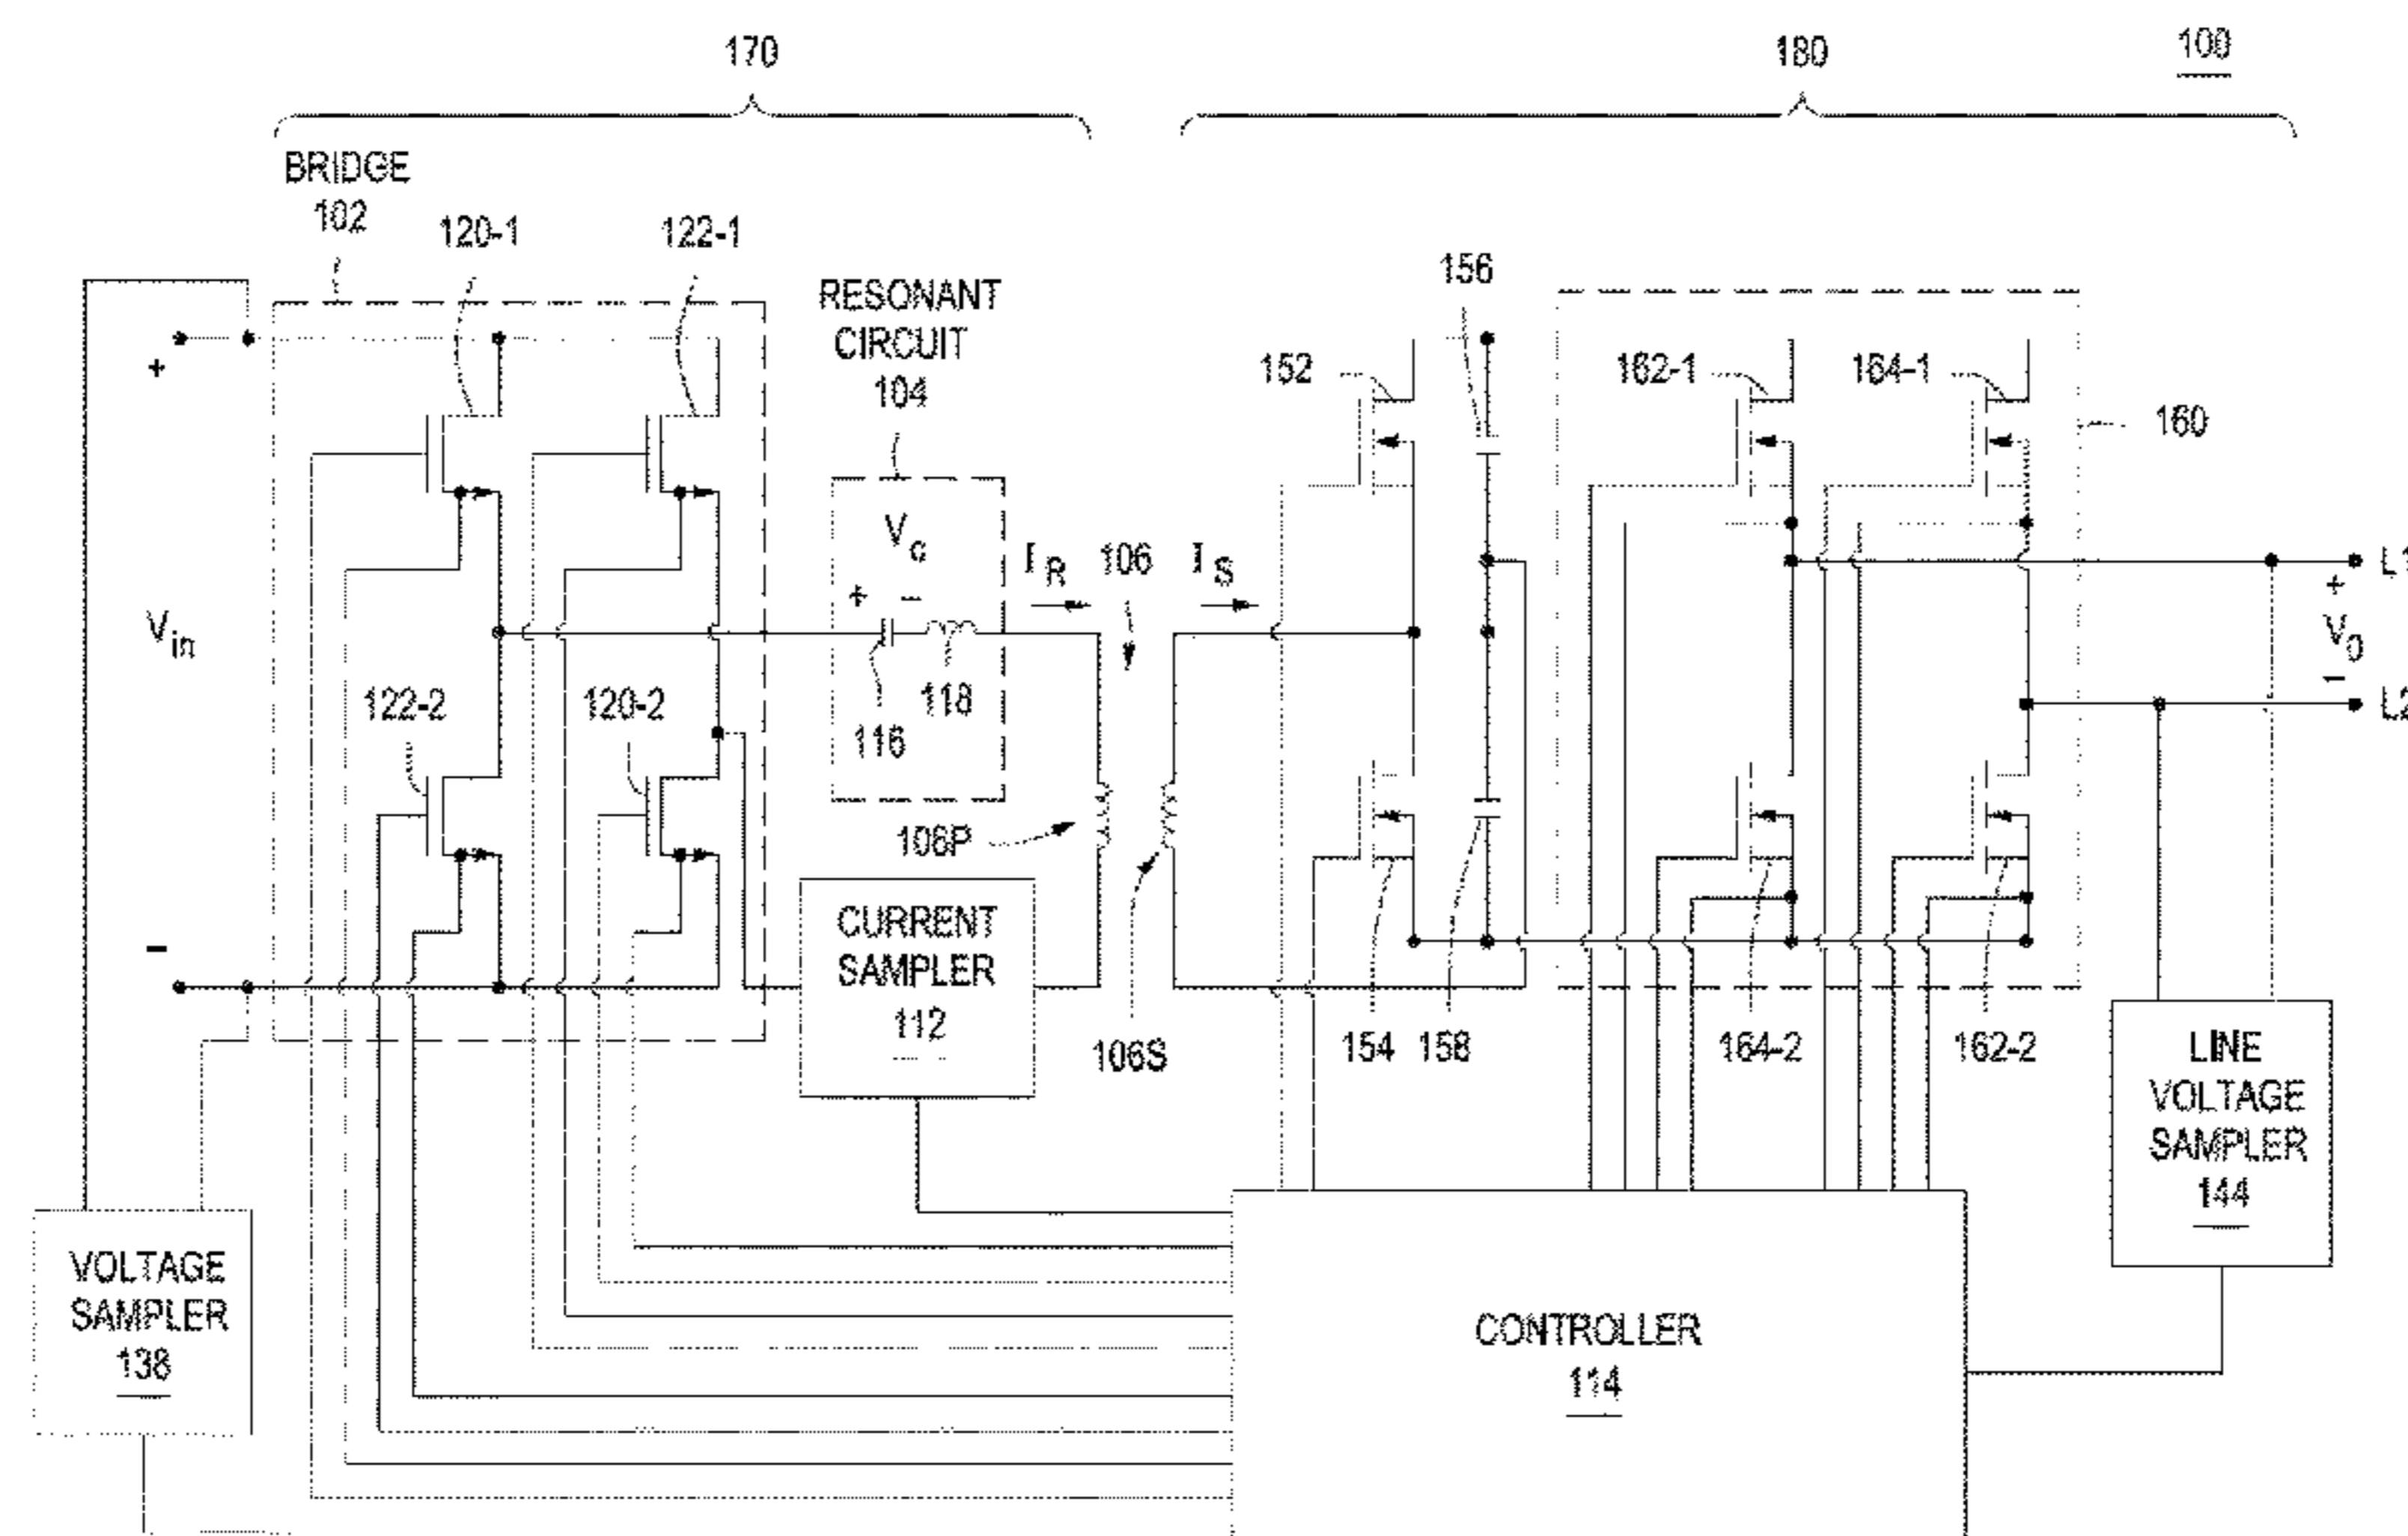 170
180
100
BRIDGE
102
120-1
122-1
RESONANT
CIRCUIT
104
156
152
162-1
164-1
160
+
Vin
-
Vc
+ -
IR
106
IS
116
118
122-2
120-2
106P
106S
CURRENT
SAMPLER
112
154
158
164-2
162-2
L1
+
V0
-
L2
LINE
VOLTAGE
SAMPLER
144
VOLTAGE
SAMPLER
138
CONTROLLER
114